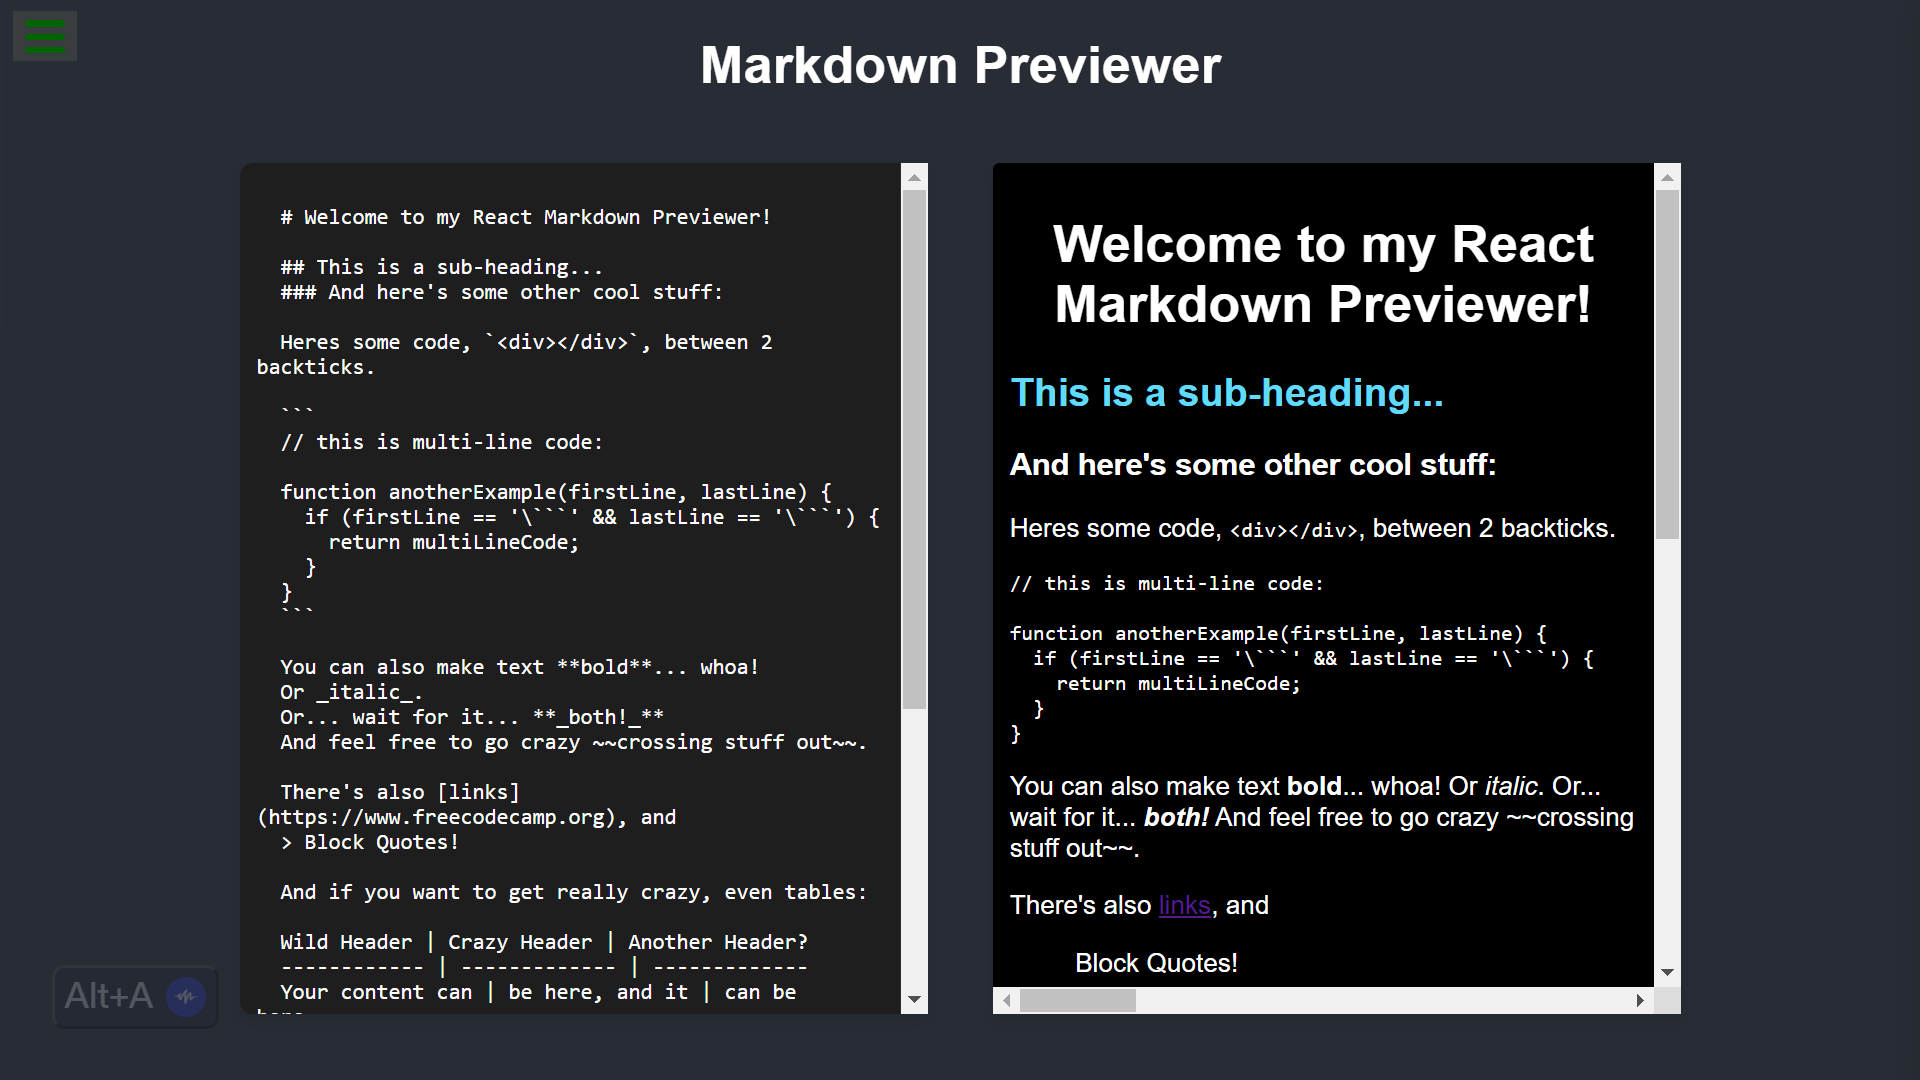 Markdown Previewer
# Welcome to my React Markdown Previewer!
## This is a sub-heading...
### And here's some other cool stuff:
Heres some code, `<div></div>`, between 2
backticks.
```
// this is multi-line code:
function anotherExample(firstLine, lastLine) {
if (firstLine == '\```' && lastLine == '\```') {
return multiLineCode;
}
}
```
You can also make text **bold**... whoa!
Or _italic_.
Or... wait for it... **_both!_**
And feel free to go crazy ~~crossing stuff out~~.
There's also [links]
(https://www.freecodecamp.org), and
> Block Quotes!
And if you want to get really crazy, even tables:
Wild Header | Crazy Header | Another Header?
------------ | ------------- | -------------
Your content can | be here, and it | can be
Welcome to my React
Markdown Previewer!
This is a sub-heading...
And here's some other cool stuff:
Heres some code, <div></div>, between 2 backticks.
// this is multi-line code:
function anotherExample(firstLine, lastLine) {
if (firstLine == '\```' && lastLine == '\```') {
return multiLineCode;
}
}
You can also make text bold... whoa! Or italic. Or...
wait for it... both! And feel free to go crazy ~~crossing
stuff out~~.
There's also links, and
Block Quotes!
Alt+A